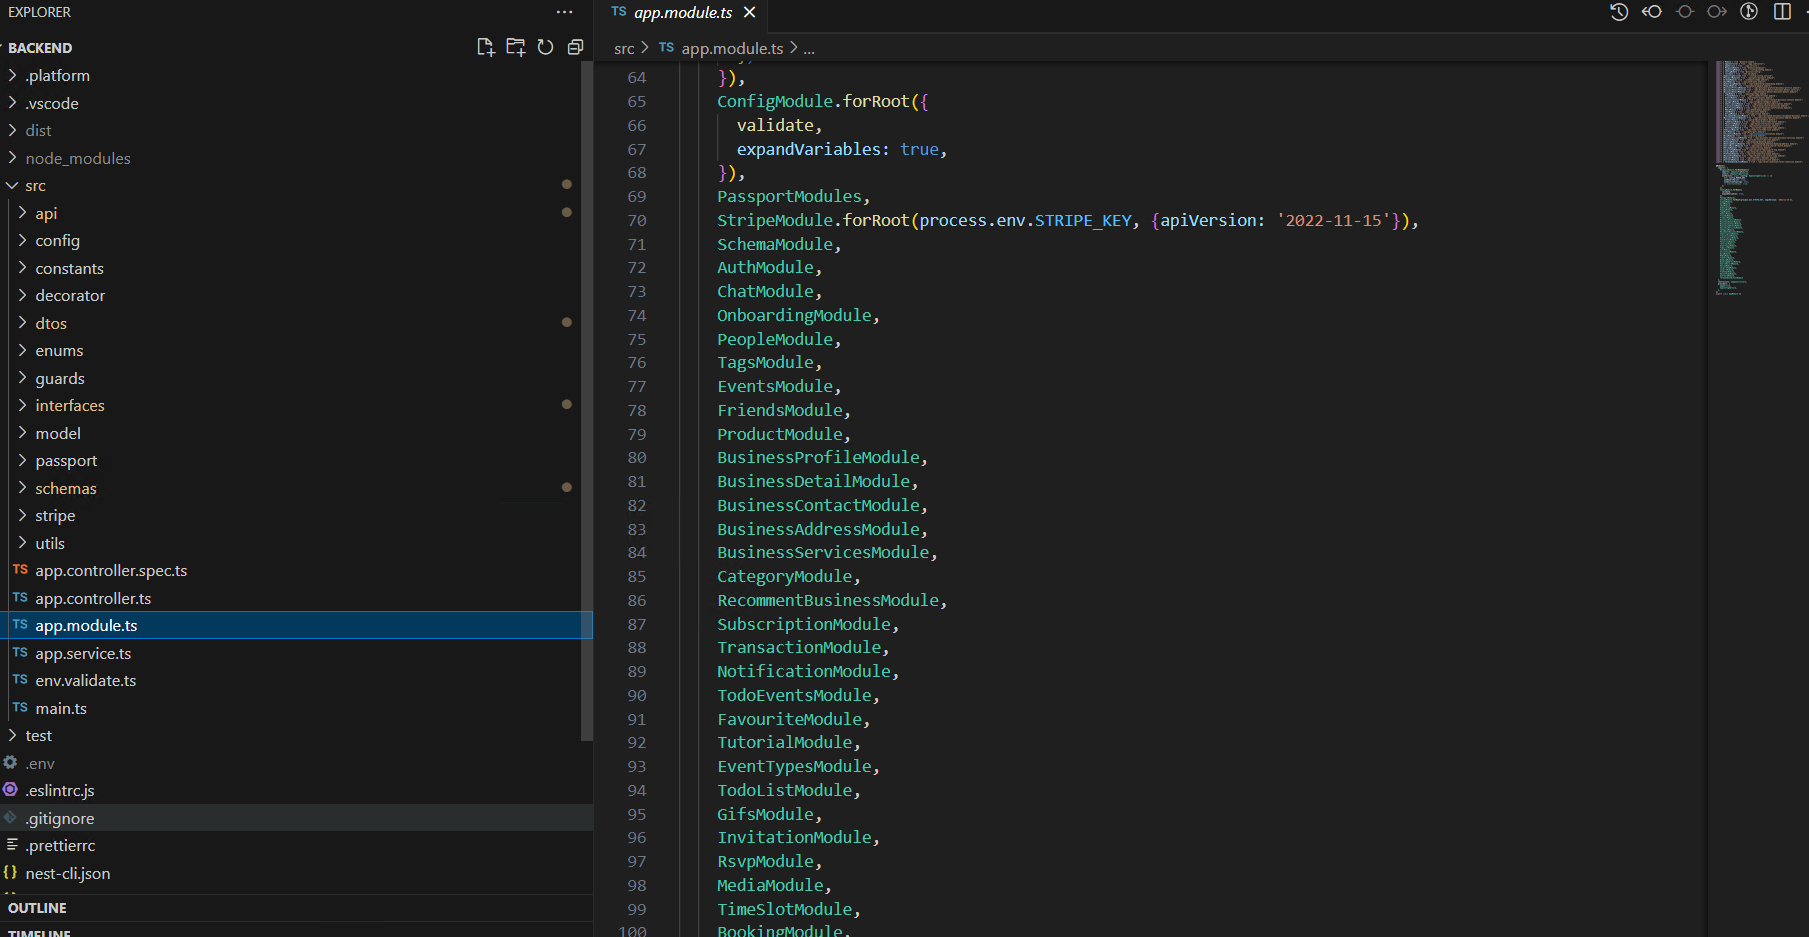 EXPLORER
BACKEND
.platform
.vscode
dist
node_modules
src
api
config
constants
decorator
dtos
enums
guards
interfaces
model
passport
schemas
stripe
utils
TS app.controller.spec.ts
TS app.controller.ts
TS app.module.ts
TS app.service.ts
TS env.validate.ts
TS main.ts
test
.env
.eslintrc.js
.gitignore
.prettierrc
{} nest-cli.json
OUTLINE
TIMELINE
TS app.module.ts
src > TS app.module.ts > ...
64 }),
65 ConfigModule.forRoot({
66 validate,
67 expandVariables: true,
68 }),
69 PassportModules,
70 StripeModule.forRoot(process.env.STRIPE_KEY, {apiVersion: '2022-11-15'}),
71 SchemaModule,
72 AuthModule,
73 ChatModule,
74 OnboardingModule,
75 PeopleModule,
76 TagsModule,
77 EventsModule,
78 FriendsModule,
79 ProductModule,
80 BusinessProfileModule,
81 BusinessDetailModule,
82 BusinessContactModule,
83 BusinessAddressModule,
84 BusinessServicesModule,
85 CategoryModule,
86 RecommentBusinessModule,
87 SubscriptionModule,
88 TransactionModule,
89 NotificationModule,
90 TodoEventsModule,
91 FavouriteModule,
92 TutorialModule,
93 EventTypesModule,
94 TodoListModule,
95 GifsModule,
96 InvitationModule,
97 RsvpModule,
98 MediaModule,
99 TimeSlotModule,
100 BookingModule,